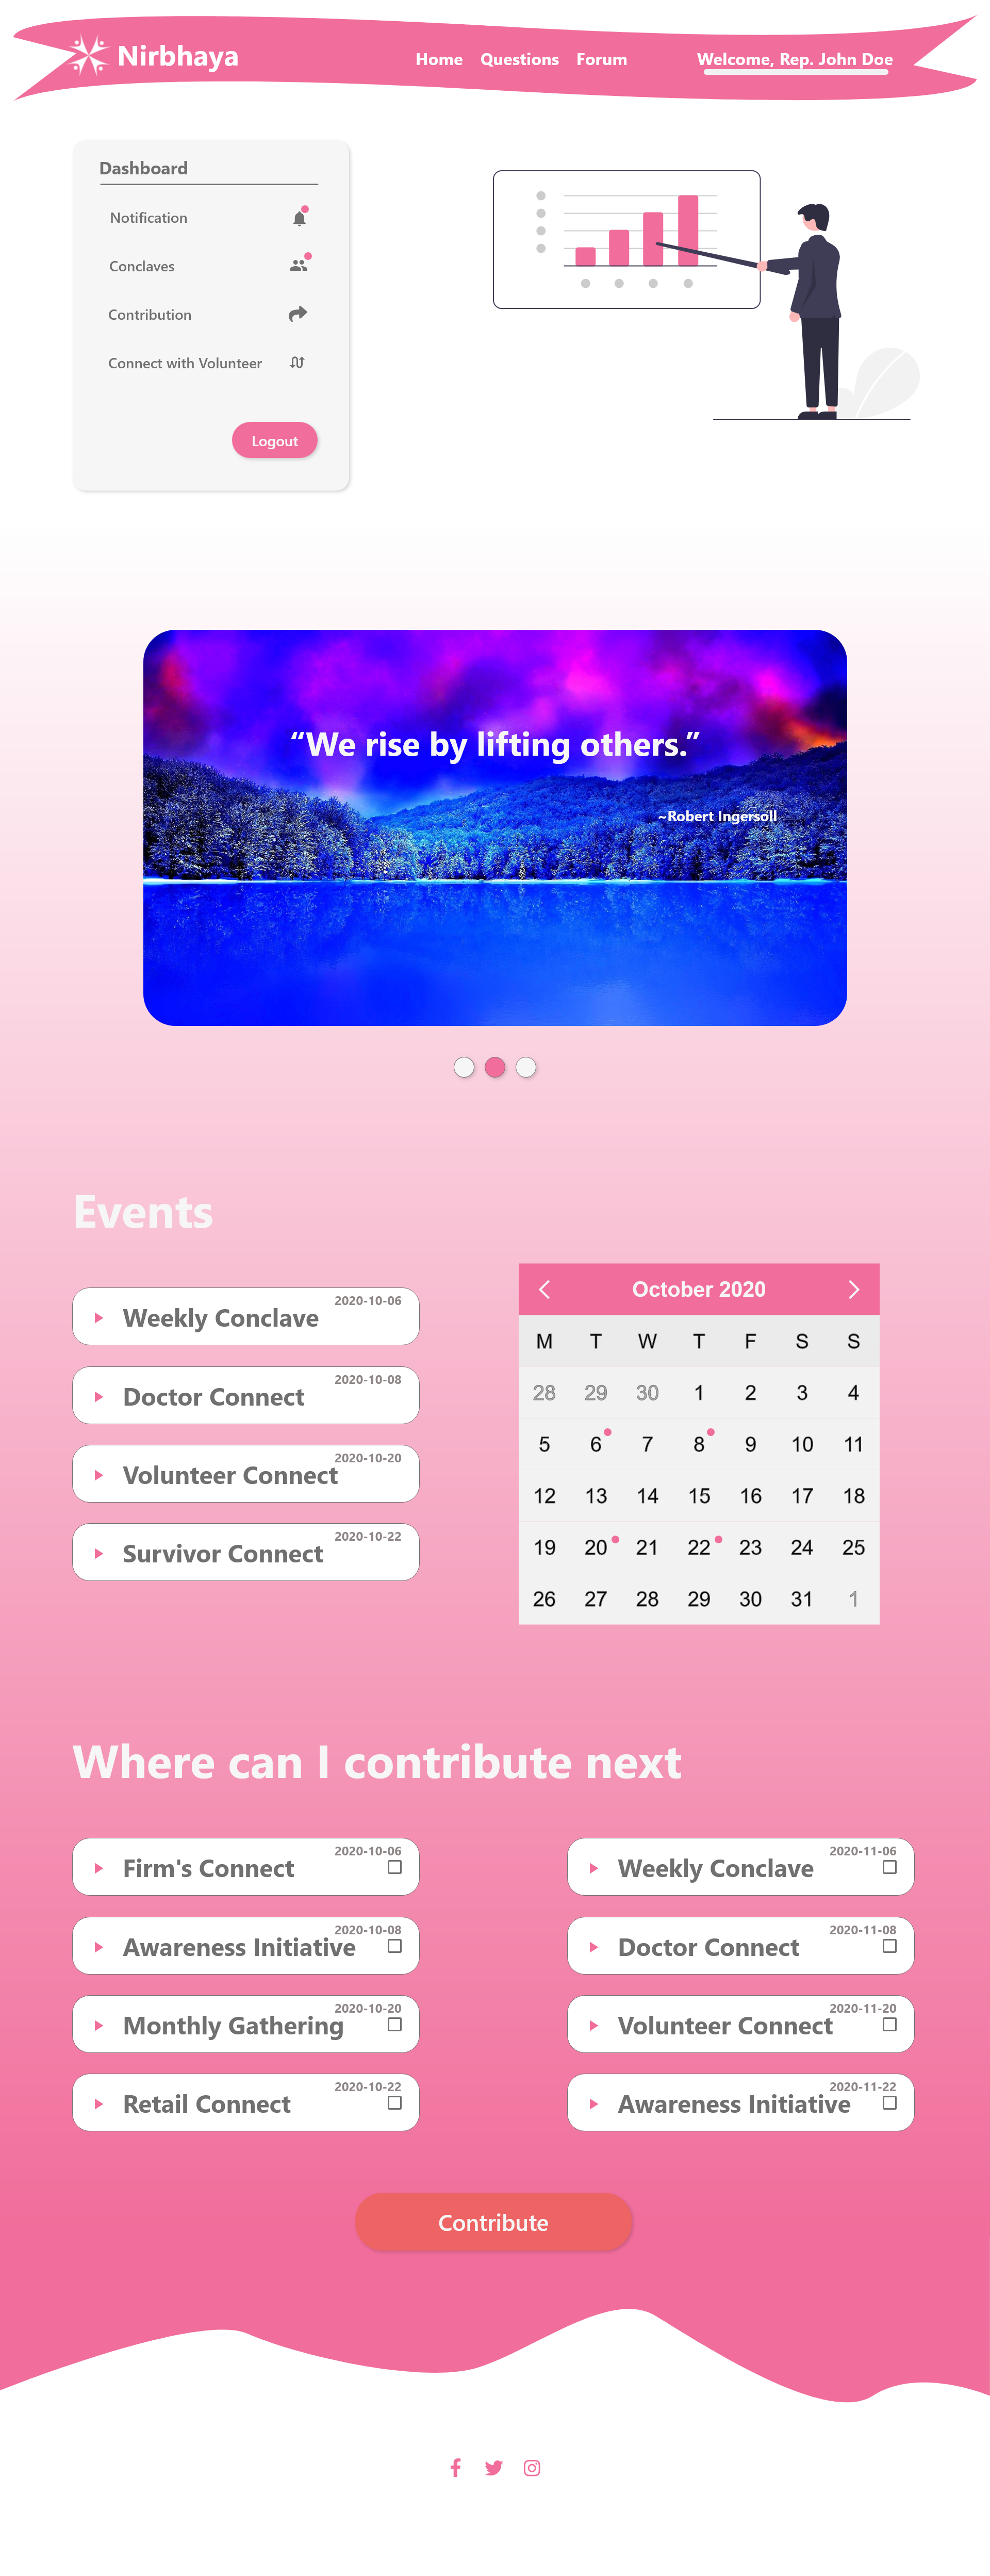 Nirbhaya
Home Questions Forum
Welcome, Rep. John Doe
Dashboard
Notification
Conclaves
Contribution
Connect with Volunteer
Logout
“We rise by lifting others.”
~Robert Ingersoll
Events
2020-10-06
Weekly Conclave
2020-10-08
Doctor Connect
2020-10-20
Volunteer Connect
2020-10-22
Survivor Connect
October 2020
M T W T F S S
28 29 30 1 2 3 4
5 6 7 8 9 10 11
12 13 14 15 16 17 18
19 20 21 22 23 24 25
26 27 28 29 30 31 1
Where can I contribute next
2020-10-06
Firm's Connect
2020-10-08
Awareness Initiative
2020-10-20
Monthly Gathering
2020-10-22
Retail Connect
2020-11-06
Weekly Conclave
2020-11-08
Doctor Connect
2020-11-20
Volunteer Connect
2020-11-22
Awareness Initiative
Contribute